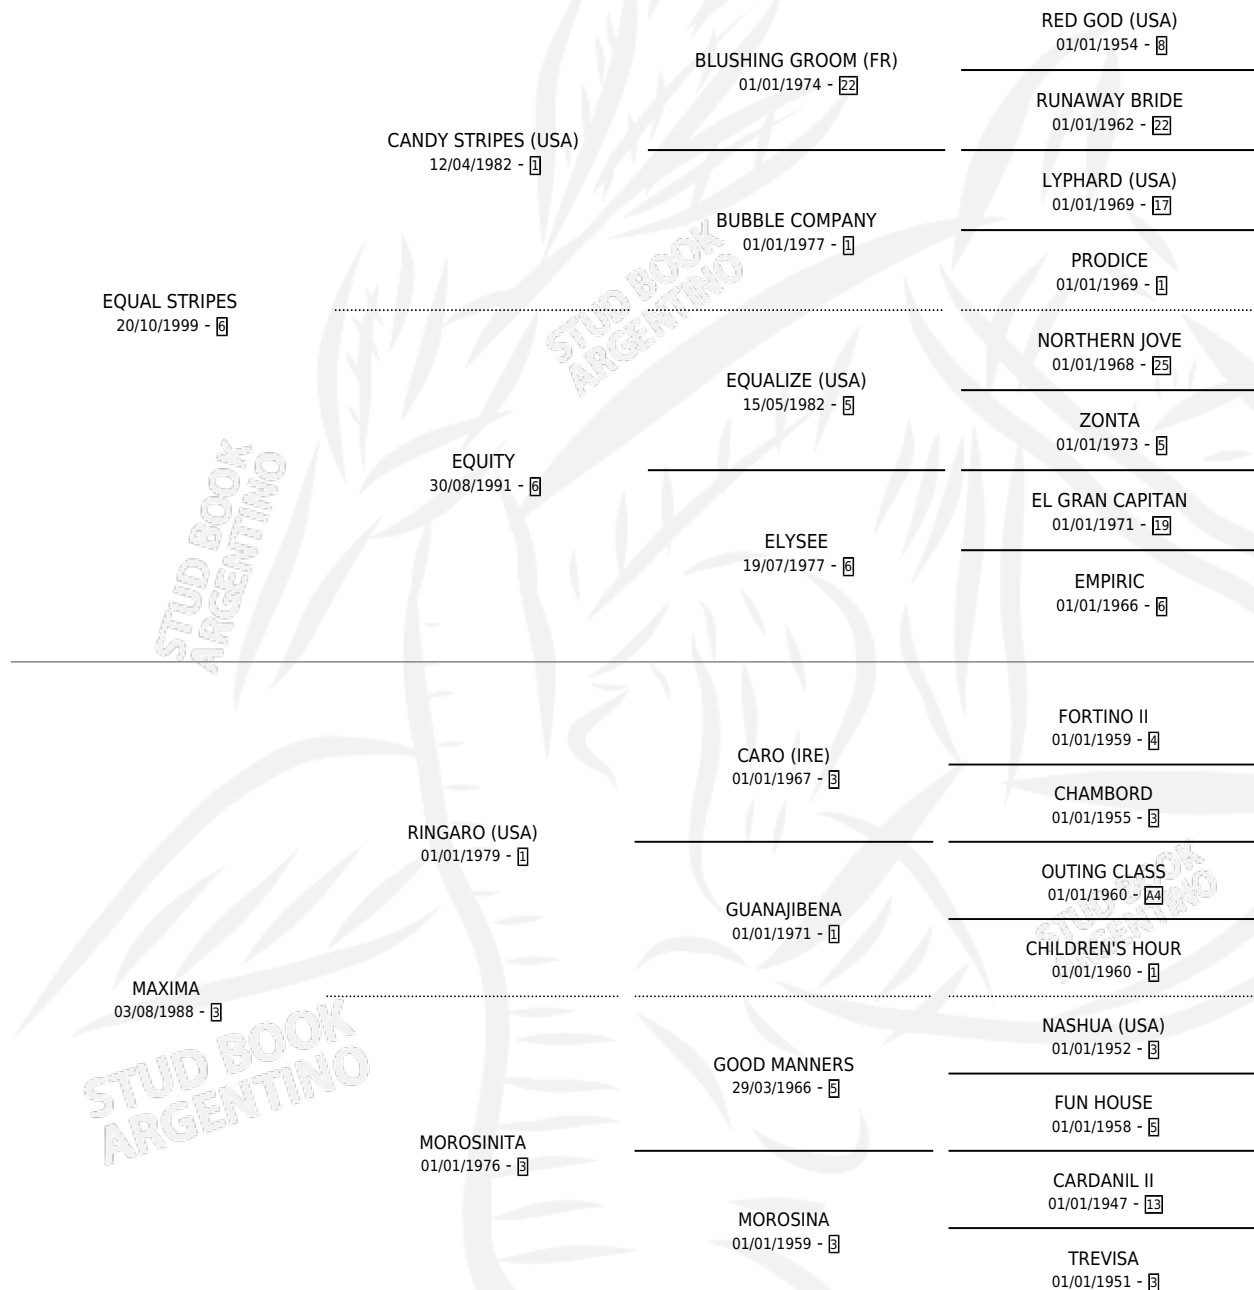 RED GOD (USA)
01/01/1954 - 8
BLUSHING GROOM (FR)
01/01/1974 - 22
RUNAWAY BRIDE
01/01/1962 - 22
CANDY STRIPES (USA)
12/04/1982 - 1
LYPHARD (USA)
01/01/1969 - 17
BUBBLE COMPANY
01/01/1977 - 1
PRODICE
01/01/1969 - 1
EQUAL STRIPES
20/10/1999 - 6
STUD BOOK
ARGENTINO
NORTHERN JOVE
01/01/1968 - 25
EQUALIZE (USA)
15/05/1982 - 5
ZONTA
01/01/1973 - 5
EQUITY
30/08/1991 - 6
EL GRAN CAPITAN
01/01/1971 - 19
ELYSEE
19/07/1977 - 6
EMPIRIC
01/01/1966 - 6
STUD BOOK
ARGENTINO
FORTINO II
01/01/1959 - 4
CARO (IRE)
01/01/1967 - 3
CHAMBORD
01/01/1955 - 3
RINGARO (USA)
01/01/1979 - 1
OUTING CLASS
01/01/1960 - A4
GUANAJIBENA
01/01/1971 - 1
STUD BOOK
ARGENTINO
CHILDREN'S HOUR
01/01/1960 - 1
MAXIMA
03/08/1988 - 3
STUD BOOK
ARGENTINO
NASHUA (USA)
01/01/1952 - 3
GOOD MANNERS
29/03/1966 - 5
FUN HOUSE
01/01/1958 - 5
MOROSINITA
01/01/1976 - 3
CARDANIL II
01/01/1947 - 13
MOROSINA
01/01/1959 - 3
TREVISA
01/01/1951 - 3